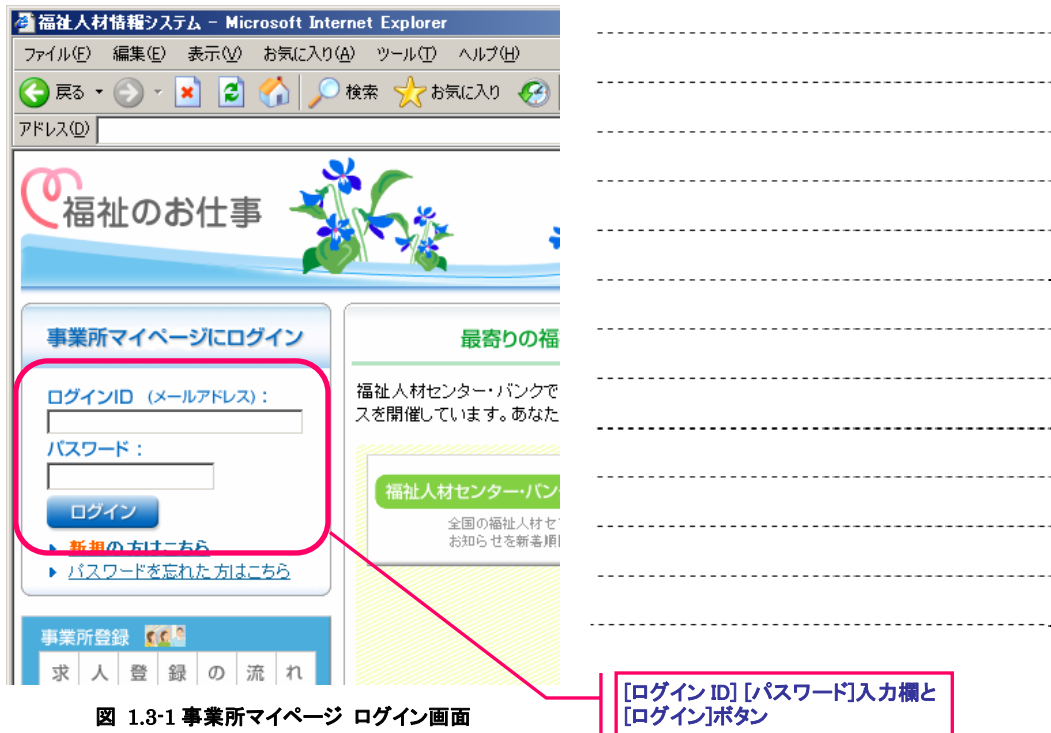 福祉人材情報システム - Microsoft Internet Explorer
ファイル(F) 編集(E) 表示(V) お気に入り(A) ツール(T) ヘルプ(H)
戻る 検索 お気に入り
アドレス(D)
福祉のお仕事
事業所マイページにログイン
ログインID (メールアドレス):
パスワード:
ログイン
新規の方はこちら
パスワードを忘れた方はこちら
事業所登録
求人登録の流れ
最寄りの福
福祉人材センター・バンクで
スを開催しています。あなた
福祉人材センター・バン
全国の福祉人材セ
お知らせを新着順
図 1.3-1 事業所マイページ ログイン画面
[ログイン ID] [パスワード]入力欄と
[ログイン]ボタン